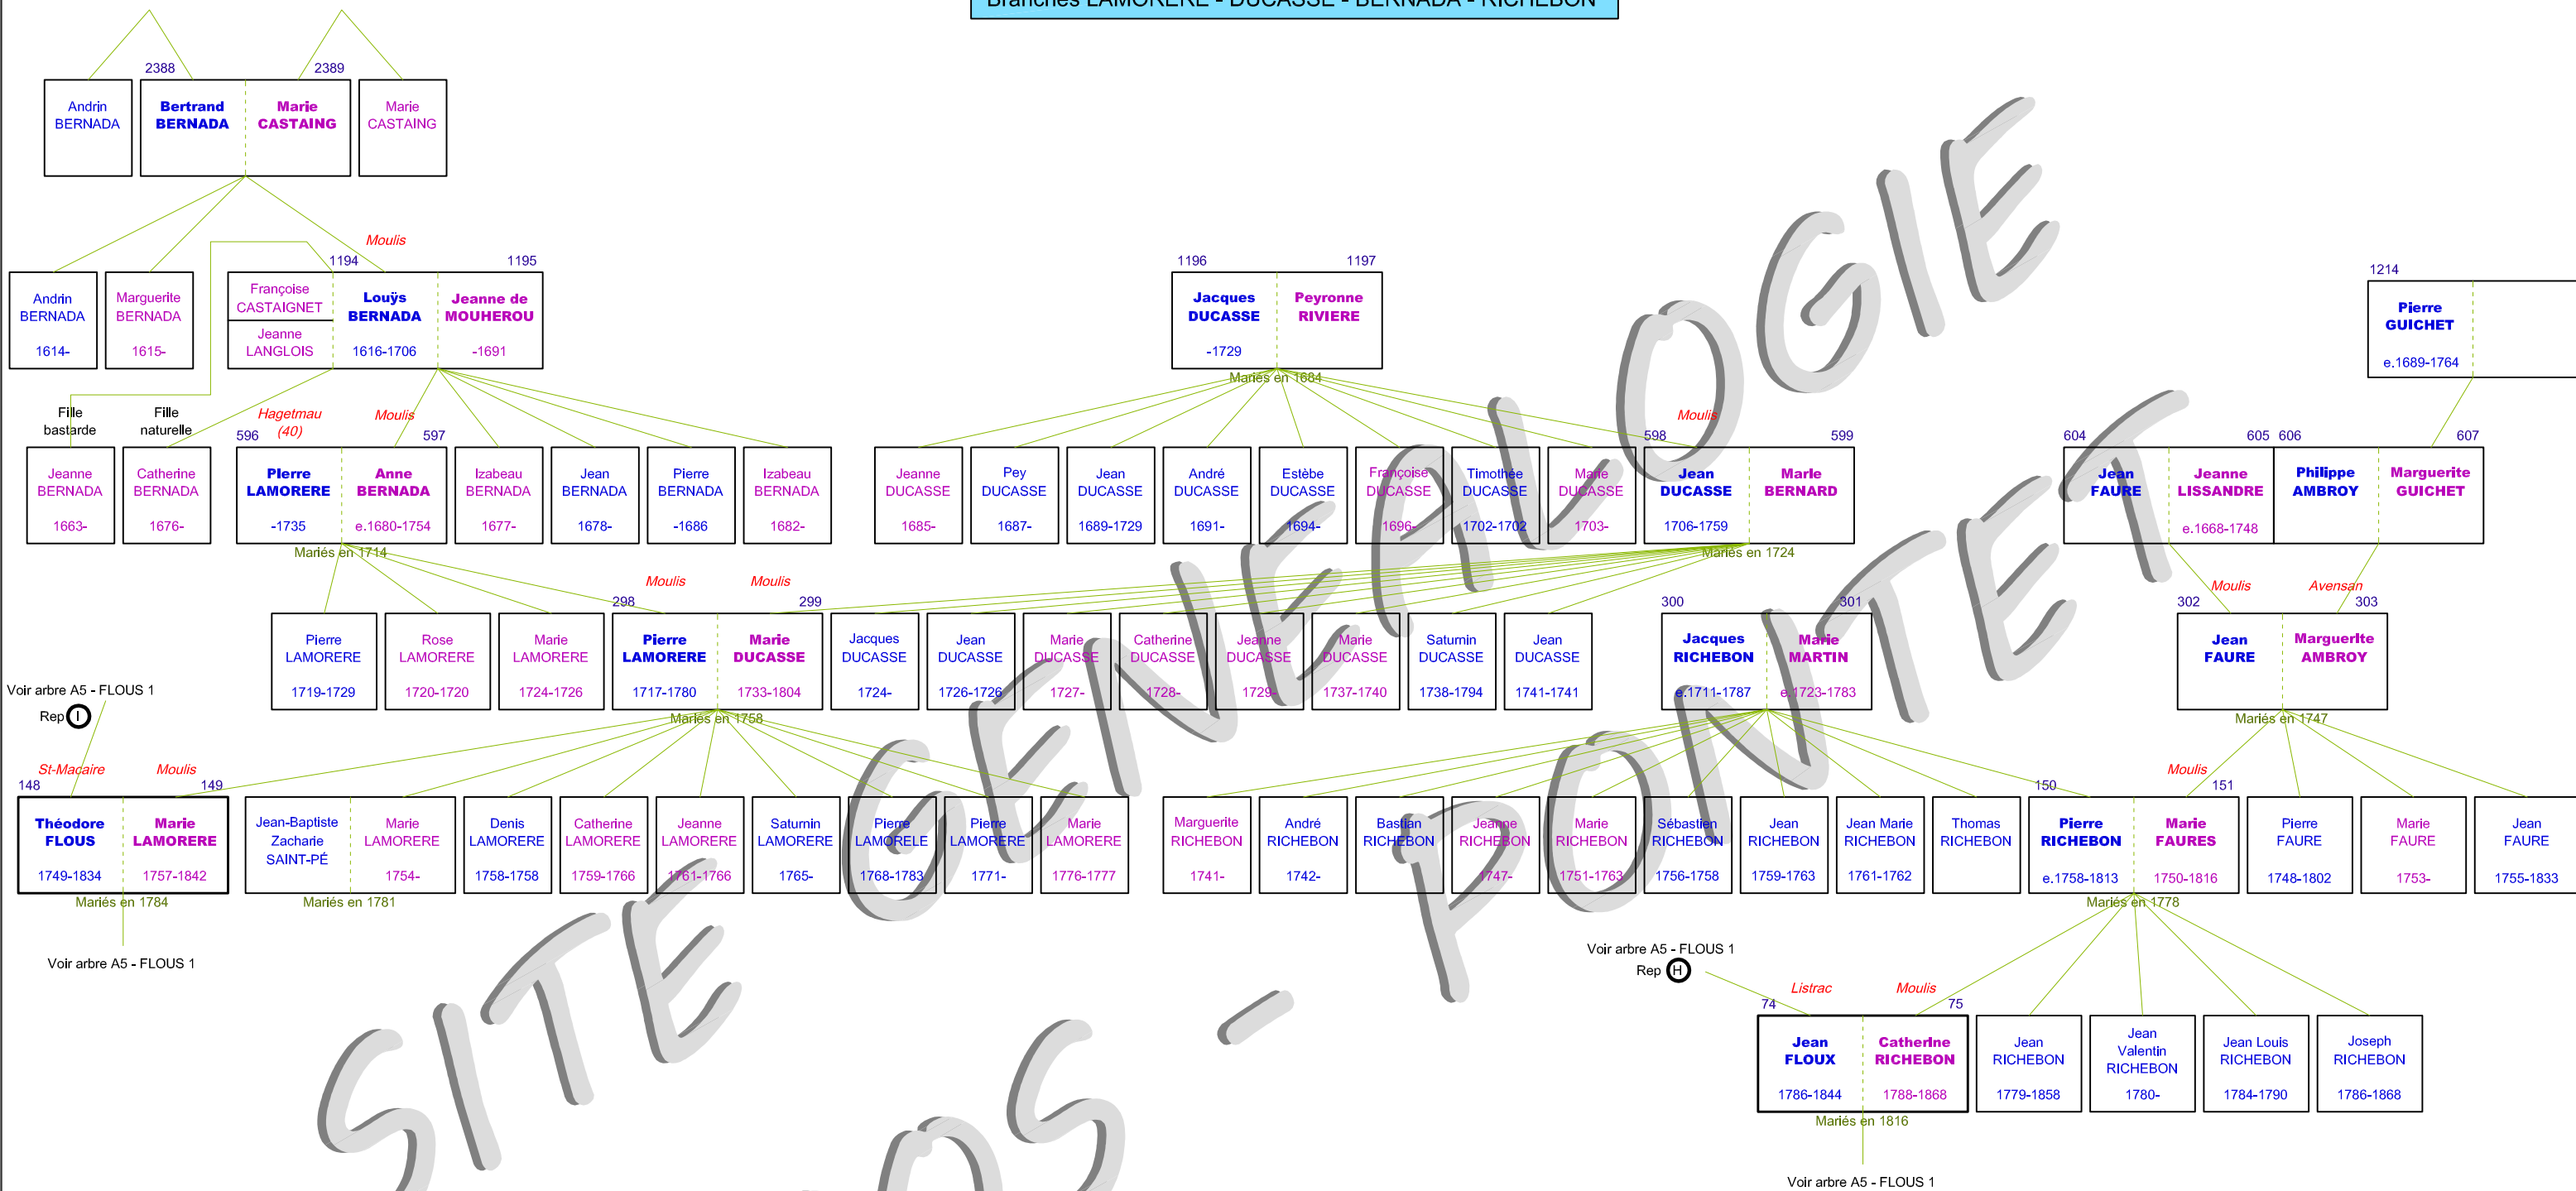 Branches LAMORERE - DUCASSE - BERNADA - RICHEBON
2388
2389
Andrin
BERNADA
Bertrand
BERNADA
Marie
CASTAING
Marie
CASTAING
Moulis
1194
1195
Andrin
BERNADA
1614-
Marguerite
BERNADA
1615-
Françoise
CASTAIGNET
Jeanne
LANGLOIS
Louÿs
BERNADA
1616-1706
Jeanne de
MOUHEROU
-1691
1196
1197
Jacques
DUCASSE
-1729
Peyronne
RIVIERE
Mariés en 1684
1214
Pierre
GUICHET
e.1689-1764
Fille
bastarde
Fille
naturelle
Hagetmau
(40)
Moulis
596
597
Jeanne
BERNADA
1663-
Catherine
BERNADA
1676-
PIerre
LAMORERE
-1735
Anne
BERNADA
e.1680-1754
Mariés en 1714
Izabeau
BERNADA
1677-
Jean
BERNADA
1678-
Pierre
BERNADA
-1686
Izabeau
BERNADA
1682-
Jeanne
DUCASSE
1685-
Pey
DUCASSE
1687-
Jean
DUCASSE
1689-1729
André
DUCASSE
1691-
Estèbe
DUCASSE
1694-
Françoise
DUCASSE
1696-
Timothée
DUCASSE
1702-1702
Marie
DUCASSE
1703-
Moulis
598
599
Jean
DUCASSE
1706-1759
MarIe
BERNARD
Mariés en 1724
604
605
606
607
Jean
FAURE
Jeanne
LISSANDRE
e.1668-1748
Philippe
AMBROY
Marguerite
GUICHET
Pierre
LAMORERE
1719-1729
Rose
LAMORERE
1720-1720
Marie
LAMORERE
1724-1726
Moulis
Moulis
298
299
Pierre
LAMORERE
1717-1780
Marie
DUCASSE
1733-1804
Mariés en 1758
Jacques
DUCASSE
1724-
Jean
DUCASSE
1726-1726
Marie
DUCASSE
1727-
Catherine
DUCASSE
1728-
Jeanne
DUCASSE
1729-
Marie
DUCASSE
1737-1740
Saturnin
DUCASSE
1738-1794
Jean
DUCASSE
1741-1741
300
301
Jacques
RICHEBON
e.1711-1787
Marie
MARTIN
e.1723-1783
Moulis
Avensan
302
303
Jean
FAURE
MarguerIte
AMBROY
Mariés en 1747
Voir arbre A5 - FLOUS 1
Rep I
St-Macaire
Moulis
148
149
Théodore
FLOUS
1749-1834
Marie
LAMORERE
1757-1842
Mariés en 1784
Voir arbre A5 - FLOUS 1
Jean-Baptiste
Zacharie
SAINT-PÉ
Marie
LAMORERE
1754-
Mariés en 1781
Denis
LAMORERE
1758-1758
Catherine
LAMORERE
1759-1766
Jeanne
LAMORERE
1761-1766
Saturnin
LAMORERE
1765-
Pierre
LAMORELE
1768-1783
Pierre
LAMORERE
1771-
Marie
LAMORERE
1776-1777
Marguerite
RICHEBON
1741-
André
RICHEBON
1742-
Bastian
RICHEBON
Jeanne
RICHEBON
1747-
Marie
RICHEBON
1751-1763
Sébastien
RICHEBON
1756-1758
Jean
RICHEBON
1759-1763
Jean Marie
RICHEBON
1761-1762
Thomas
RICHEBON
Moulis
150
151
Pierre
RICHEBON
e.1758-1813
Marie
FAURES
1750-1816
Mariés en 1778
Pierre
FAURE
1748-1802
Marie
FAURE
1753-
Jean
FAURE
1755-1833
Voir arbre A5 - FLOUS 1
Rep H
Listrac
Moulis
74
75
Jean
FLOUX
1786-1844
CatherIne
RICHEBON
1788-1868
Mariés en 1816
Voir arbre A5 - FLOUS 1
Jean
RICHEBON
1779-1858
Jean
Valentin
RICHEBON
1780-
Jean Louis
RICHEBON
1784-1790
Joseph
RICHEBON
1786-1868
SITE GENEALOGIE
OS - PONTET